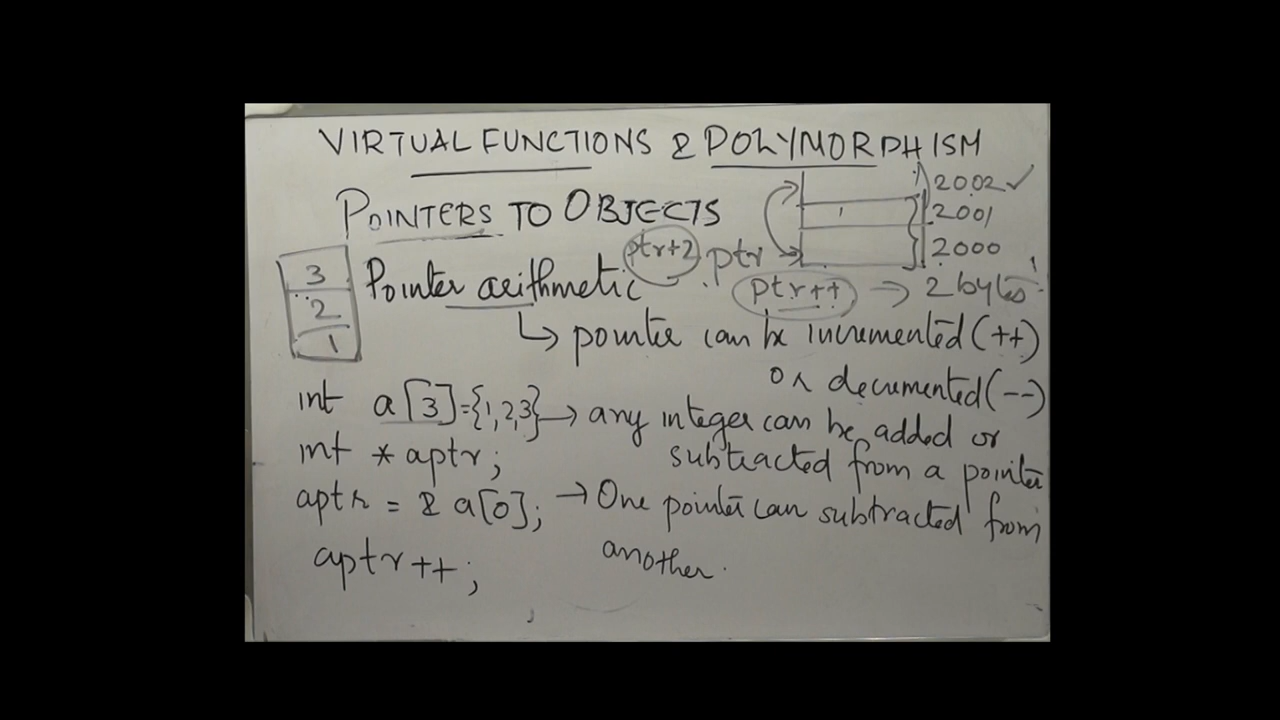 VIRTUAL FUNCTIONS & POLYMORPHISM
POINTERS TO OBJECTS
2002 ✓
2001
2000
ptr+2
ptr
ptr++ → 2 bytes
3
2
1
Pointer arithmetic
↳ pointer can be incremented (++)
or decremented (--)
→ any integer can be added or
subtracted from a pointer
→ One pointer can subtracted from
another.
int a[3]={1,2,3}
int *aptr;
aptr = & a[0];
aptr++;